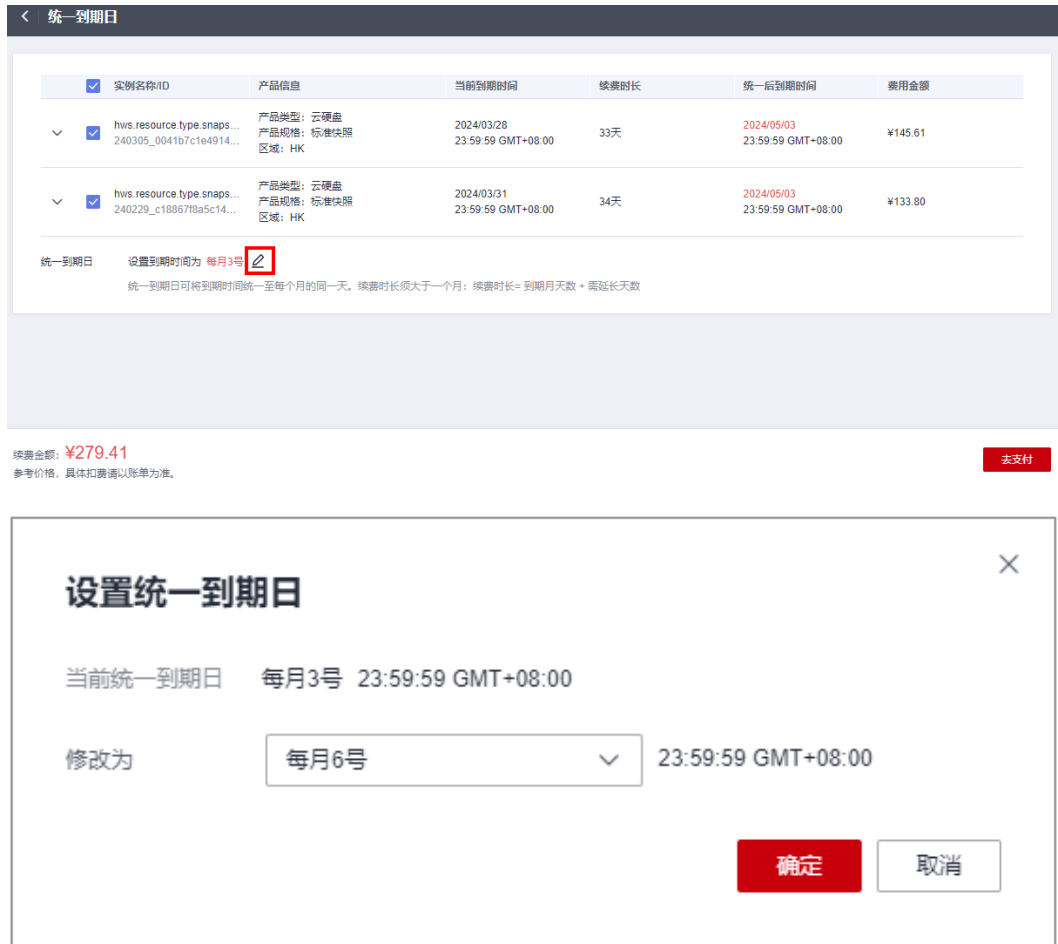 统一到期日
实例名称/ID 产品信息 当前到期时间 续费时长 统一后到期时间 费用金额
hws.resource.type.snaps...
240305_0041b7c1e4914...
产品类型：云硬盘
产品规格：标准快照
区域：HK
2024/03/28
23:59:59 GMT+08:00
33天
2024/05/03
23:59:59 GMT+08:00
¥145.61
hws.resource.type.snaps...
240229_c18867f8a5c14...
产品类型：云硬盘
产品规格：标准快照
区域：HK
2024/03/31
23:59:59 GMT+08:00
34天
2024/05/03
23:59:59 GMT+08:00
¥133.80
统一到期日 设置到期时间为 每月3号
统一到期日可将到期时间统一至每个月的同一天。续费时长须大于一个月：续费时长= 到期月天数 + 需延长天数
续费金额：¥279.41
参考价格，具体扣费请以账单为准。
去支付
设置统一到期日
当前统一到期日 每月3号 23:59:59 GMT+08:00
修改为 每月6号 23:59:59 GMT+08:00
确定 取消